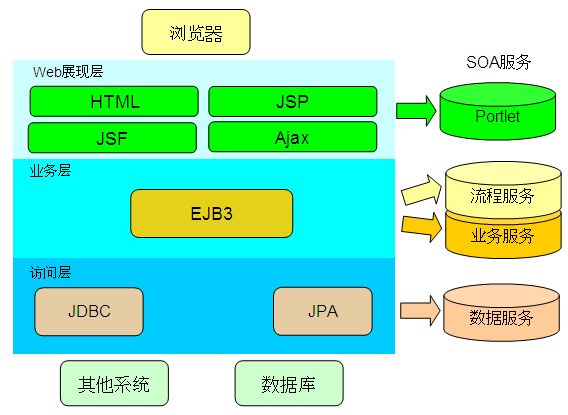 浏览器
Web展现层
SOA服务
HTML
JSP
Portlet
JSF
Ajax
业务层
流程服务
EJB3
业务服务
访问层
JDBC
JPA
数据服务
其他系统
数据库